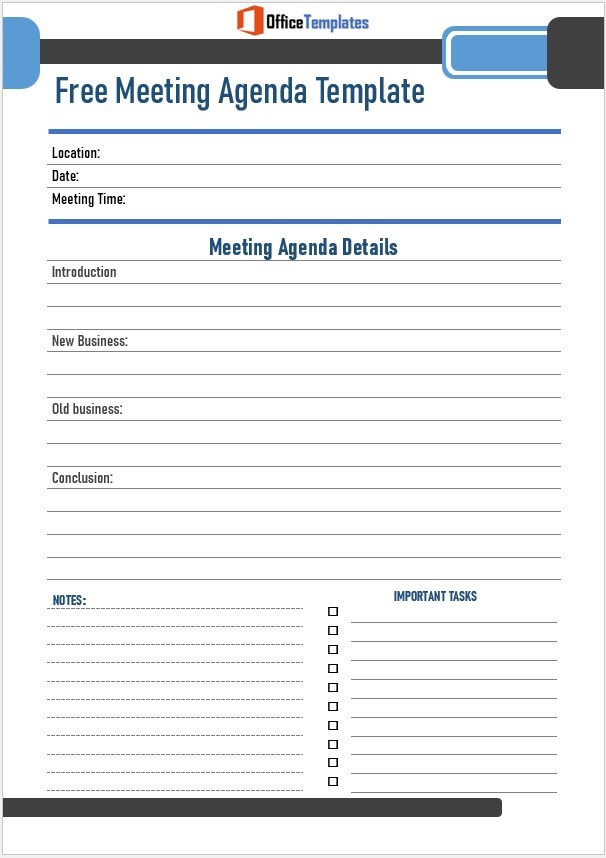 OfficeTemplates
Free Meeting Agenda Template
Location:
Date:
Meeting Time:
Meeting Agenda Details
Introduction
New Business:
Old business:
Conclusion:
NOTES:
IMPORTANT TASKS